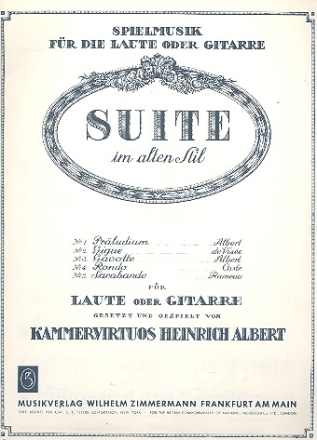 SPIELMUSIK
FÜR DIE LAUTE ODER GITARRE
SUITE
im alten Stil
Nº 1 Präludium Albert
Nº 2 Gigue de Visée
Nº 3 Gavotte Albert
Nº 4 Rondo Coste
Nº 5 Sarabande Rameau
FÜR
LAUTE ODER GITARRE
GESETZT UND GESPIELT VON
KAMMERVIRTUOS HEINRICH ALBERT
MUSIKVERLAG WILHELM ZIMMERMANN FRANKFURT AM MAIN